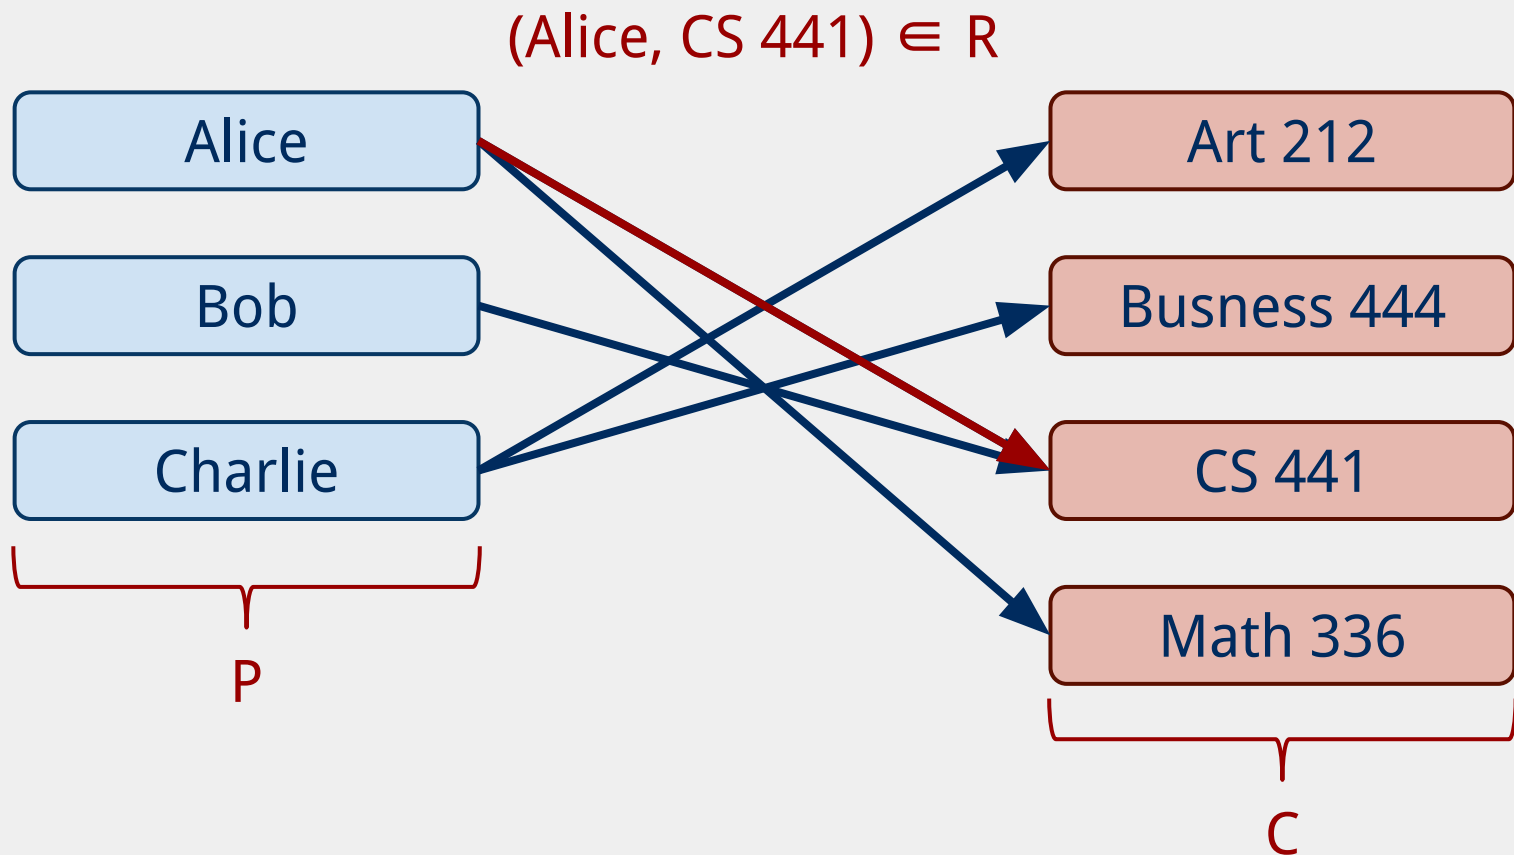 (Alice, CS 441) ∈ R
Alice
Art 212
Bob
Busness 444
Charlie
CS 441
Math 336
P
C